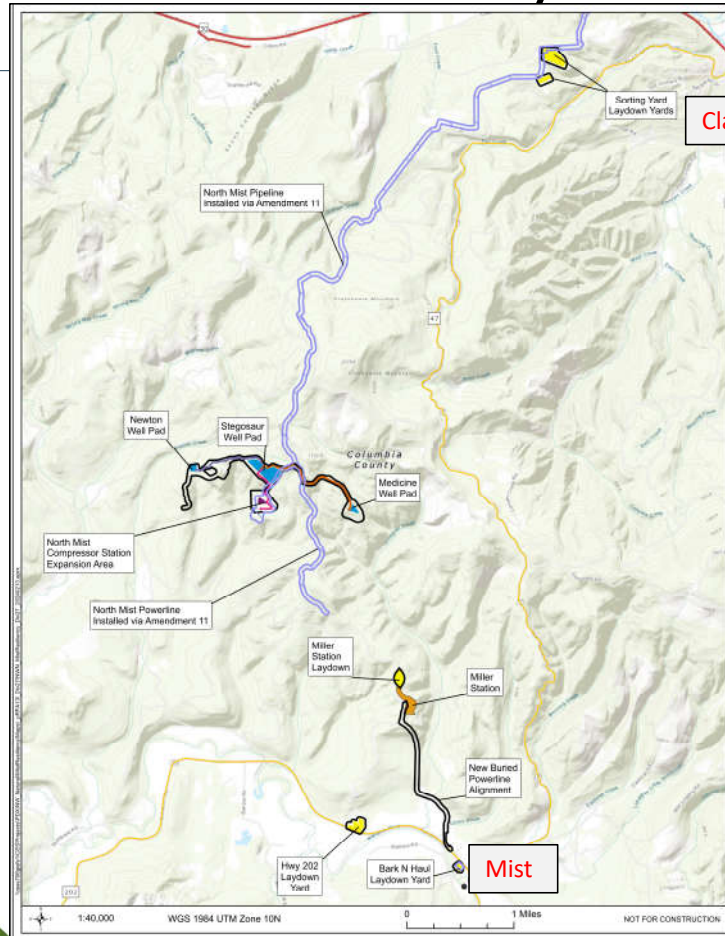 30
Sorting Yard
Laydown Yards
Cla
North Mist Pipeline
Installed via Amendment 11
47
Newton
Well Pad
Stegosaur
Well Pad
Columbia
County
Medicine
Well Pad
North Mist
Compressor Station
Expansion Area
North Mist Powerline
Installed via Amendment 11
Miller
Station
Laydown
Miller
Station
New Buried
Powerline
Alignment
Hwy 202
Laydown
Yard
Bark N Haul
Laydown Yard
Mist
202
1:40,000
WGS 1984 UTM Zone 10N
0
1 Miles
NOT FOR CONSTRUCTION